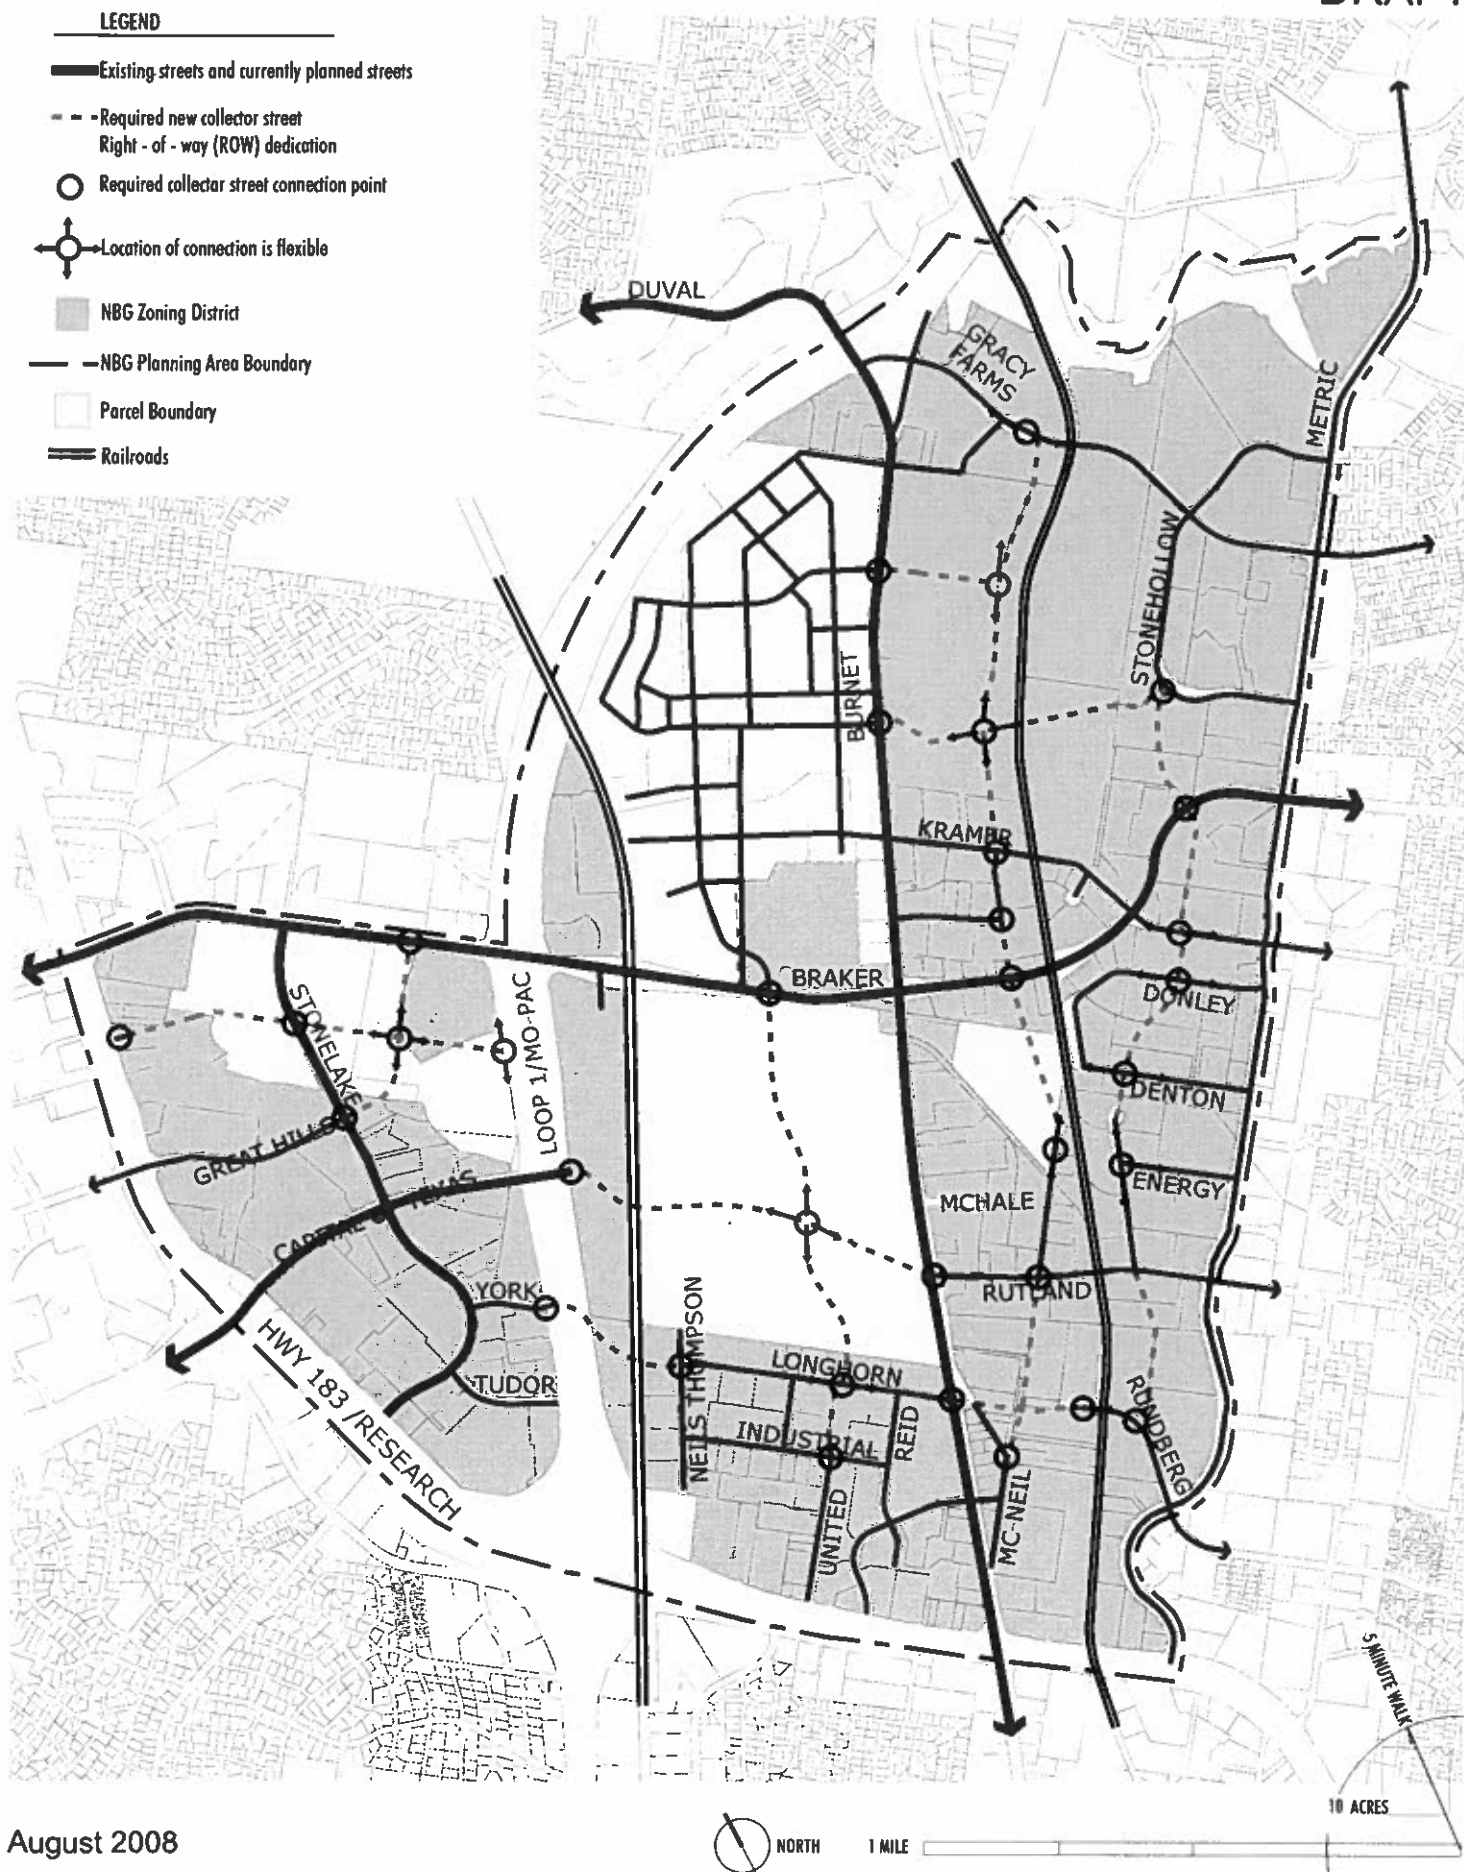 LEGEND
Existing streets and currently planned streets
Required new collector street
Right - of - way (ROW) dedication
Required collector street connection point
Location of connection is flexible
NBG Zoning District
NBG Planning Area Boundary
Parcel Boundary
Railroads
DUVAL
GRACY
FARMS
METRIC
STONEHOLLOW
BURNET
KRAMER
BRAKER
DONLEY
STONELAKE
LOOP 1/MO-PAC
DENTON
GREAT HILLS
ENERGY
CAPITAL TEXAS
MCHALE
YORK
RUTLAND
NEILS THOMPSON
HWY 183 /RESEARCH
LONGHORN
TUDOR
RUNDBERG
REID
INDUSTRIAL
MC-NEIL
UNITED
5 MINUTE WALK
10 ACRES
August 2008
NORTH
1 MILE